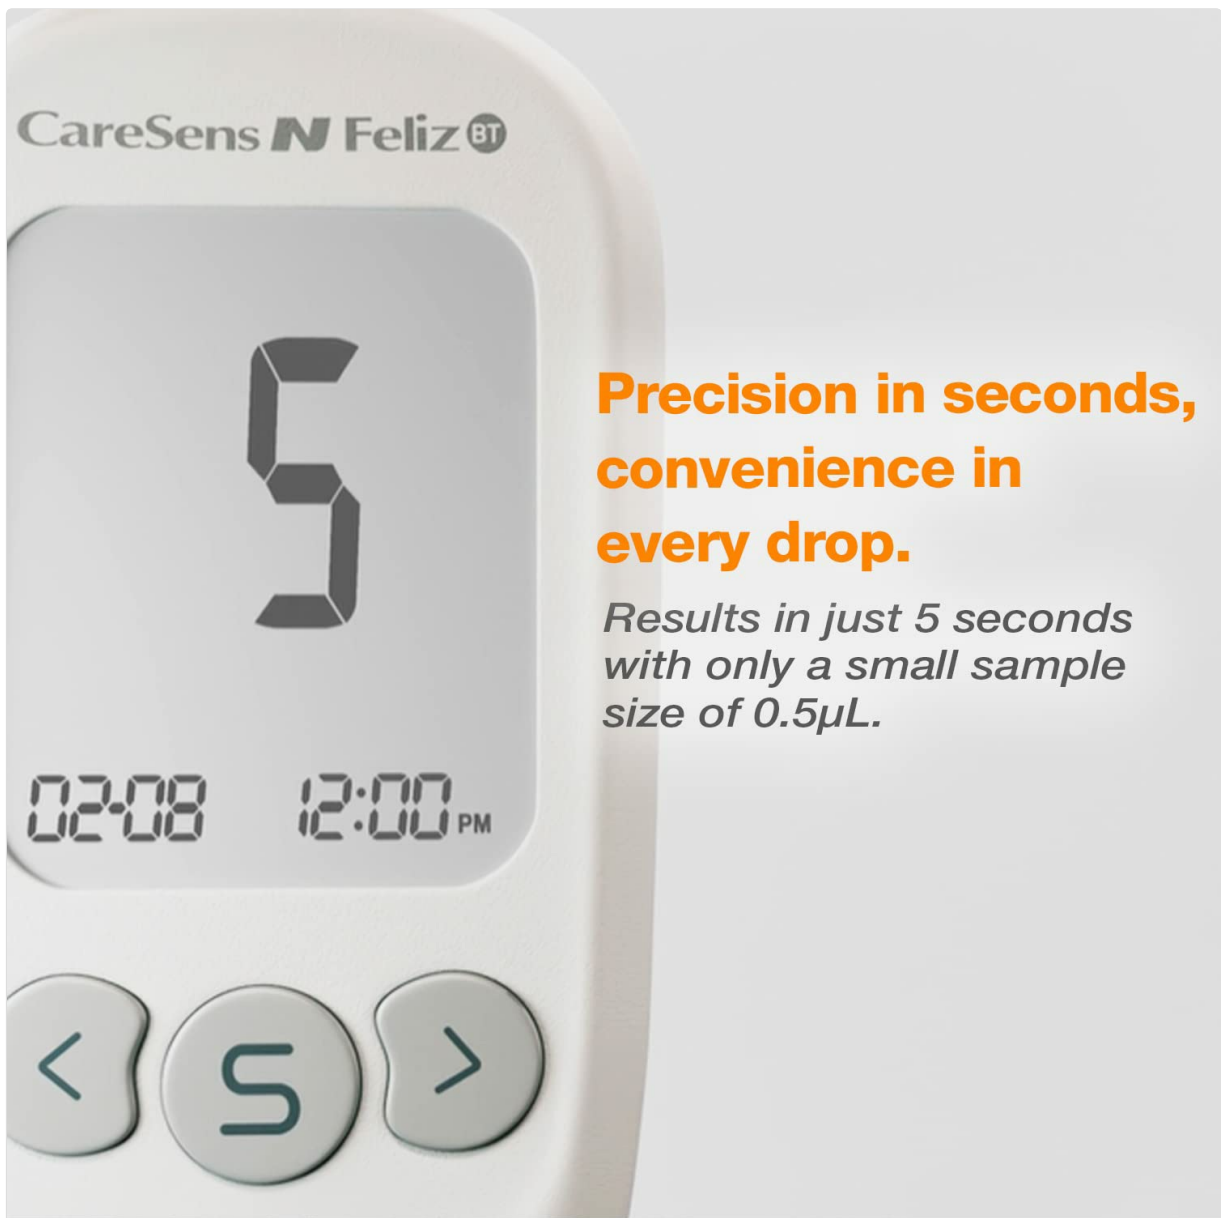 CareSens N Feliz BT
5
02-08 12:00 PM
< S >
Precision in seconds,
convenience in
every drop.
Results in just 5 seconds
with only a small sample
size of 0.5µL.